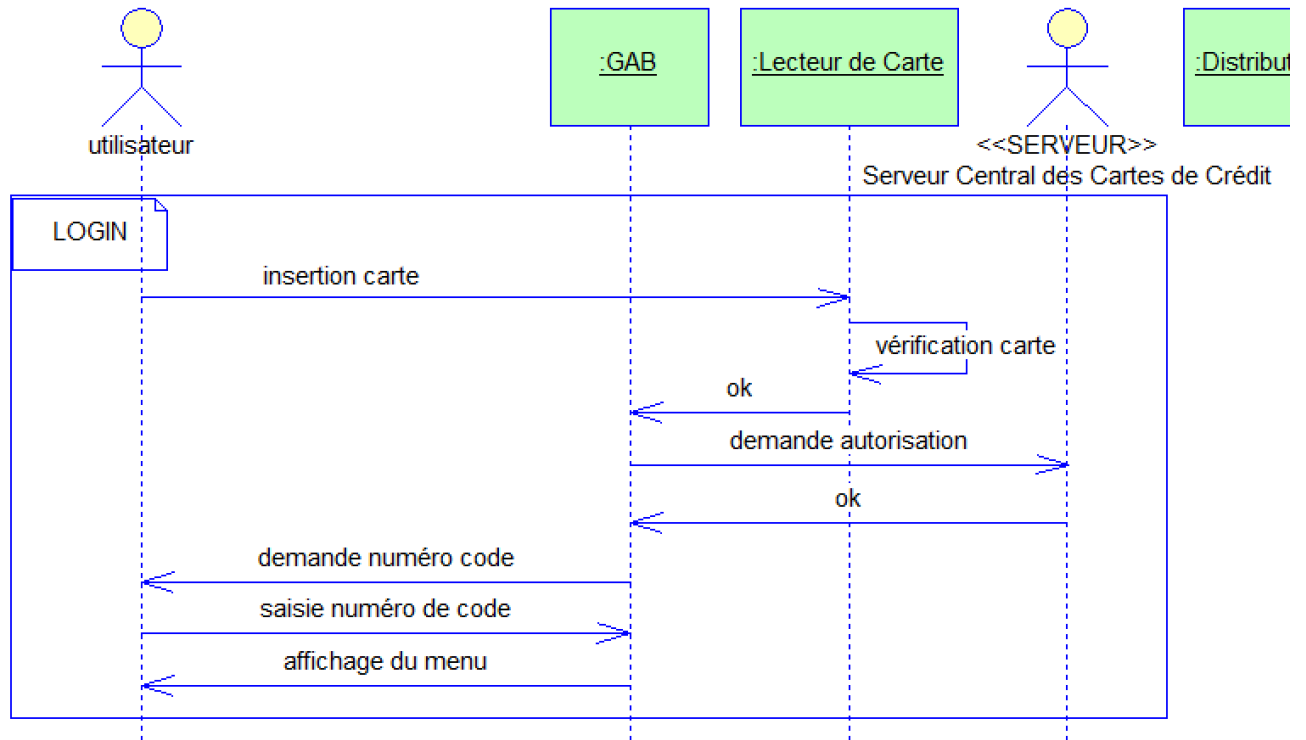 :GAB
:Lecteur de Carte
:Distribut
utilisateur
<<SERVEUR>>
Serveur Central des Cartes de Crédit
LOGIN
insertion carte
vérification carte
ok
demande autorisation
ok
demande numéro code
saisie numéro de code
affichage du menu